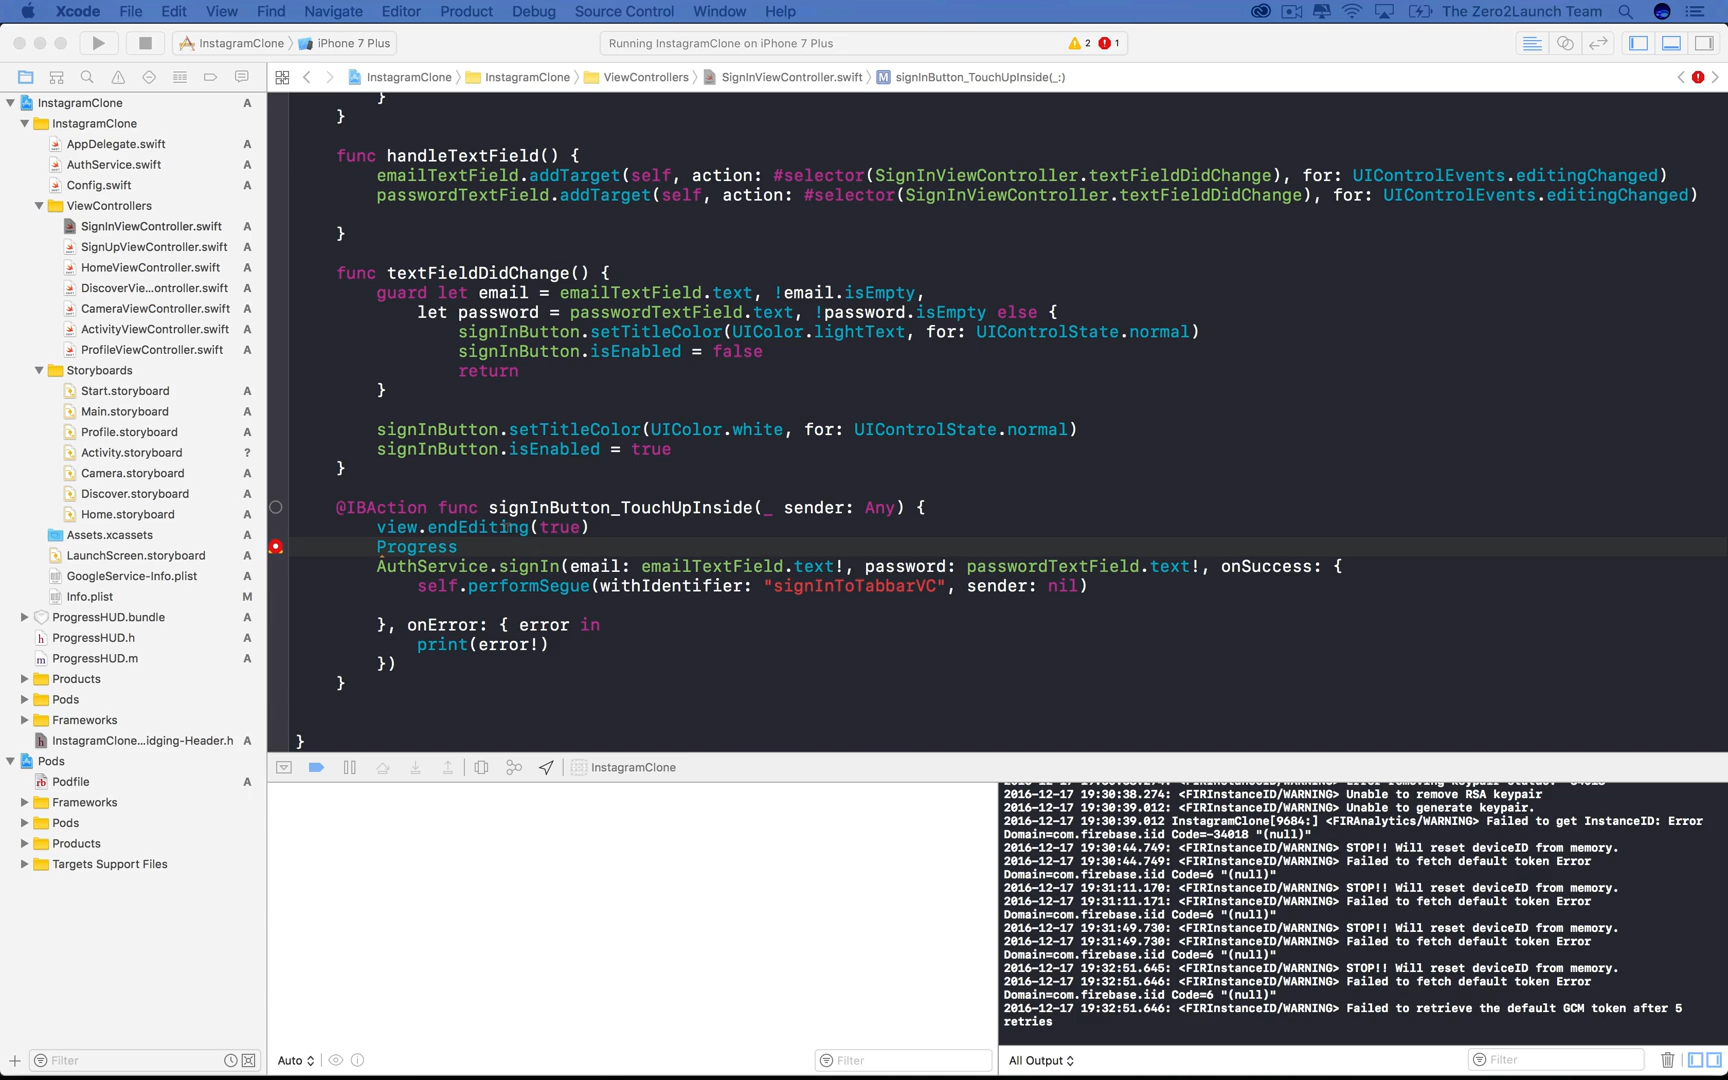 Xcode File Edit View Find Navigate Editor Product Debug Source Control Window Help The Zero2Launch Team
InstagramClone iPhone 7 Plus Running InstagramClone on iPhone 7 Plus 2 1
InstagramClone InstagramClone ViewControllers SignInViewController.swift M signInButton_TouchUpInside(_:)
InstagramClone A
InstagramClone
AppDelegate.swift A
AuthService.swift A
Config.swift A
ViewControllers
SignInViewController.swift A
SignUpViewController.swift A
HomeViewController.swift A
DiscoverVie...ontroller.swift A
CameraViewController.swift A
ActivityViewController.swift A
ProfileViewController.swift A
Storyboards
Start.storyboard A
Main.storyboard A
Profile.storyboard A
Activity.storyboard ?
Camera.storyboard A
Discover.storyboard A
Home.storyboard A
Assets.xcassets A
LaunchScreen.storyboard A
GoogleService-Info.plist A
Info.plist M
ProgressHUD.bundle A
h ProgressHUD.h A
m ProgressHUD.m A
Products
Pods
Frameworks
h InstagramClone...idging-Header.h A
Pods
rb Podfile A
Frameworks
Pods
Products
Targets Support Files
Filter
}
}
func handleTextField() {
emailTextField.addTarget(self, action: #selector(SignInViewController.textFieldDidChange), for: UIControlEvents.editingChanged)
passwordTextField.addTarget(self, action: #selector(SignInViewController.textFieldDidChange), for: UIControlEvents.editingChanged)
}
func textFieldDidChange() {
guard let email = emailTextField.text, !email.isEmpty,
let password = passwordTextField.text, !password.isEmpty else {
signInButton.setTitleColor(UIColor.lightText, for: UIControlState.normal)
signInButton.isEnabled = false
return
}
signInButton.setTitleColor(UIColor.white, for: UIControlState.normal)
signInButton.isEnabled = true
}
@IBAction func signInButton_TouchUpInside(_ sender: Any) {
view.endEditing(true)
Progress
AuthService.signIn(email: emailTextField.text!, password: passwordTextField.text!, onSuccess: {
self.performSegue(withIdentifier: "signInToTabbarVC", sender: nil)
}, onError: { error in
print(error!)
})
}
}
InstagramClone
2016-12-17 19:30:38.274: <FIRInstanceID/WARNING> Unable to remove RSA keypair
2016-12-17 19:30:39.012: <FIRInstanceID/WARNING> Unable to generate keypair.
2016-12-17 19:30:39.012 InstagramClone[9684:] <FIRAnalytics/WARNING> Failed to get InstanceID: Error
Domain=com.firebase.iid Code=-34018 "(null)"
2016-12-17 19:30:44.749: <FIRInstanceID/WARNING> STOP!! Will reset deviceID from memory.
2016-12-17 19:30:44.749: <FIRInstanceID/WARNING> Failed to fetch default token Error
Domain=com.firebase.iid Code=6 "(null)"
2016-12-17 19:31:11.170: <FIRInstanceID/WARNING> STOP!! Will reset deviceID from memory.
2016-12-17 19:31:11.171: <FIRInstanceID/WARNING> Failed to fetch default token Error
Domain=com.firebase.iid Code=6 "(null)"
2016-12-17 19:31:49.730: <FIRInstanceID/WARNING> STOP!! Will reset deviceID from memory.
2016-12-17 19:31:49.730: <FIRInstanceID/WARNING> Failed to fetch default token Error
Domain=com.firebase.iid Code=6 "(null)"
2016-12-17 19:32:51.645: <FIRInstanceID/WARNING> STOP!! Will reset deviceID from memory.
2016-12-17 19:32:51.646: <FIRInstanceID/WARNING> Failed to fetch default token Error
Domain=com.firebase.iid Code=6 "(null)"
2016-12-17 19:32:51.646: <FIRInstanceID/WARNING> Failed to retrieve the default GCM token after 5
retries
Auto Filter All Output Filter